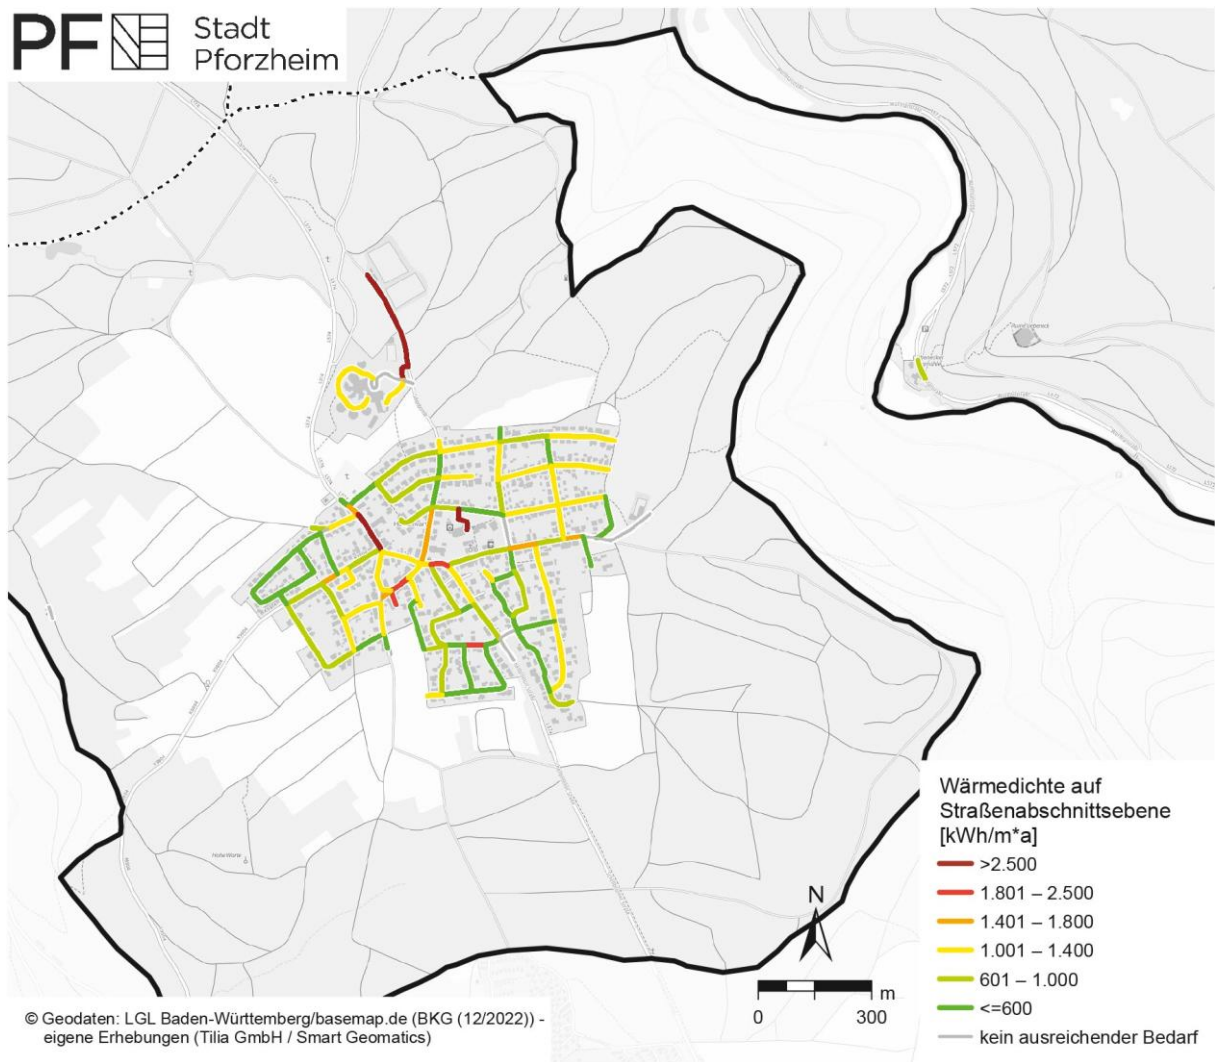 PF Stadt
Pforzheim
Hohe Warte
N
0 300 m
Wärmedichte auf
Straßenabschnittsebene
[kWh/m*a]
>2.500
1.801 – 2.500
1.401 – 1.800
1.001 – 1.400
601 – 1.000
<=600
kein ausreichender Bedarf
© Geodaten: LGL Baden-Württemberg/basemap.de (BKG (12/2022)) -
eigene Erhebungen (Tilia GmbH / Smart Geomatics)